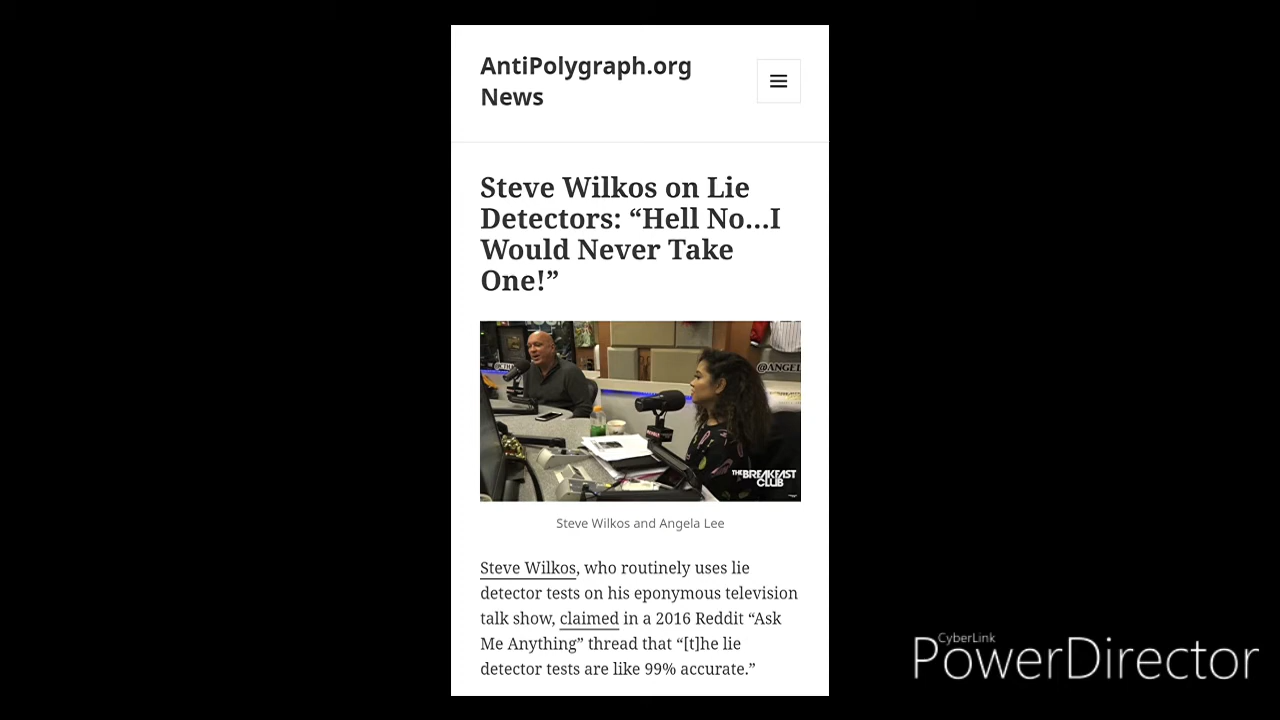 AntiPolygraph.org
News
Steve Wilkos on Lie
Detectors: “Hell No...I
Would Never Take
One!”
@CTHA
@ANGEL
THE BREAKFAST
CLUB
Steve Wilkos and Angela Lee
Steve Wilkos, who routinely uses lie
detector tests on his eponymous television
talk show, claimed in a 2016 Reddit “Ask
Me Anything” thread that “[t]he lie
detector tests are like 99% accurate.”
CyberLink
PowerDirector